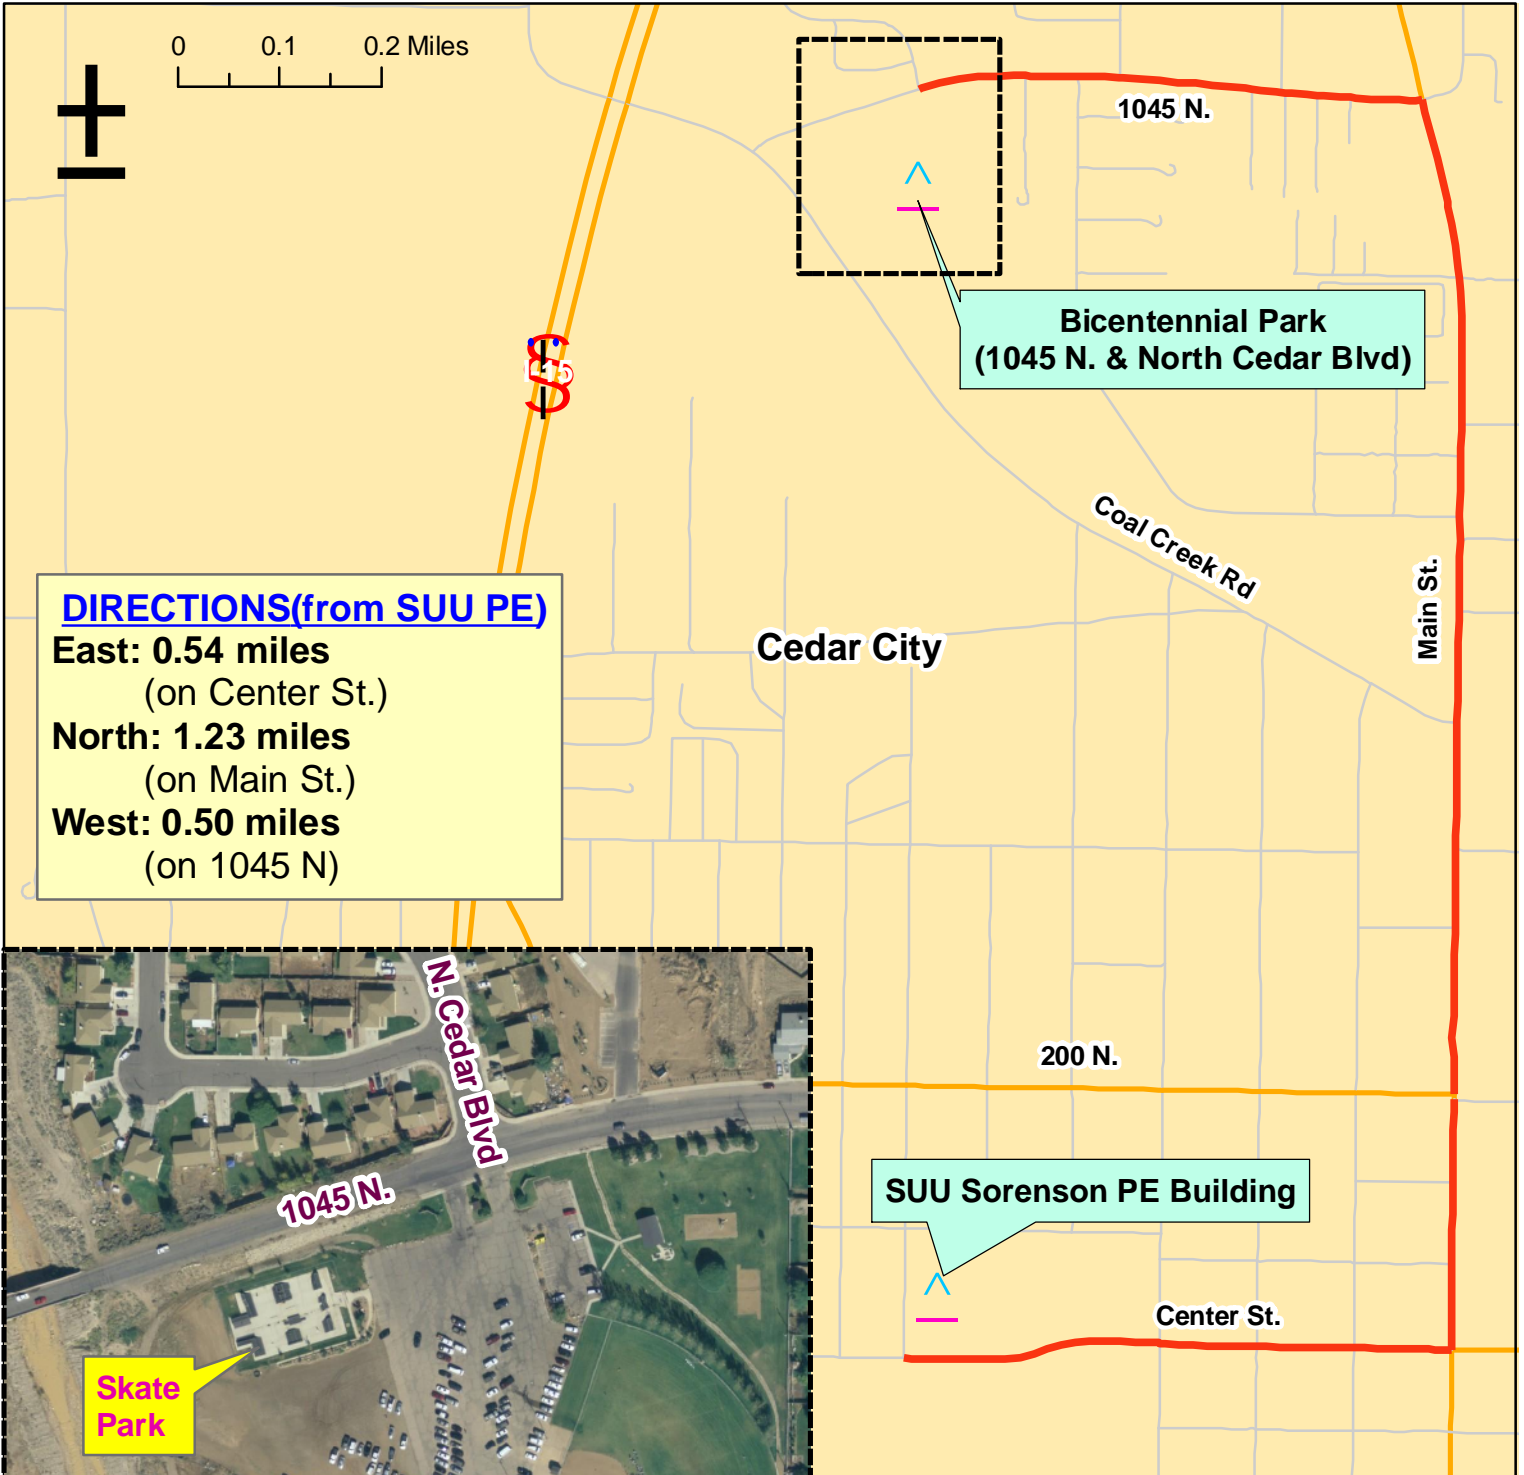 0 0.1 0.2 Miles
1045 N.
Bicentennial Park
(1045 N. & North Cedar Blvd)
I-15
Coal Creek Rd
Main St.
DIRECTIONS(from SUU PE)
East: 0.54 miles
(on Center St.)
North: 1.23 miles
(on Main St.)
West: 0.50 miles
(on 1045 N)
Cedar City
N. Cedar Blvd
1045 N.
Skate
Park
200 N.
SUU Sorenson PE Building
Center St.